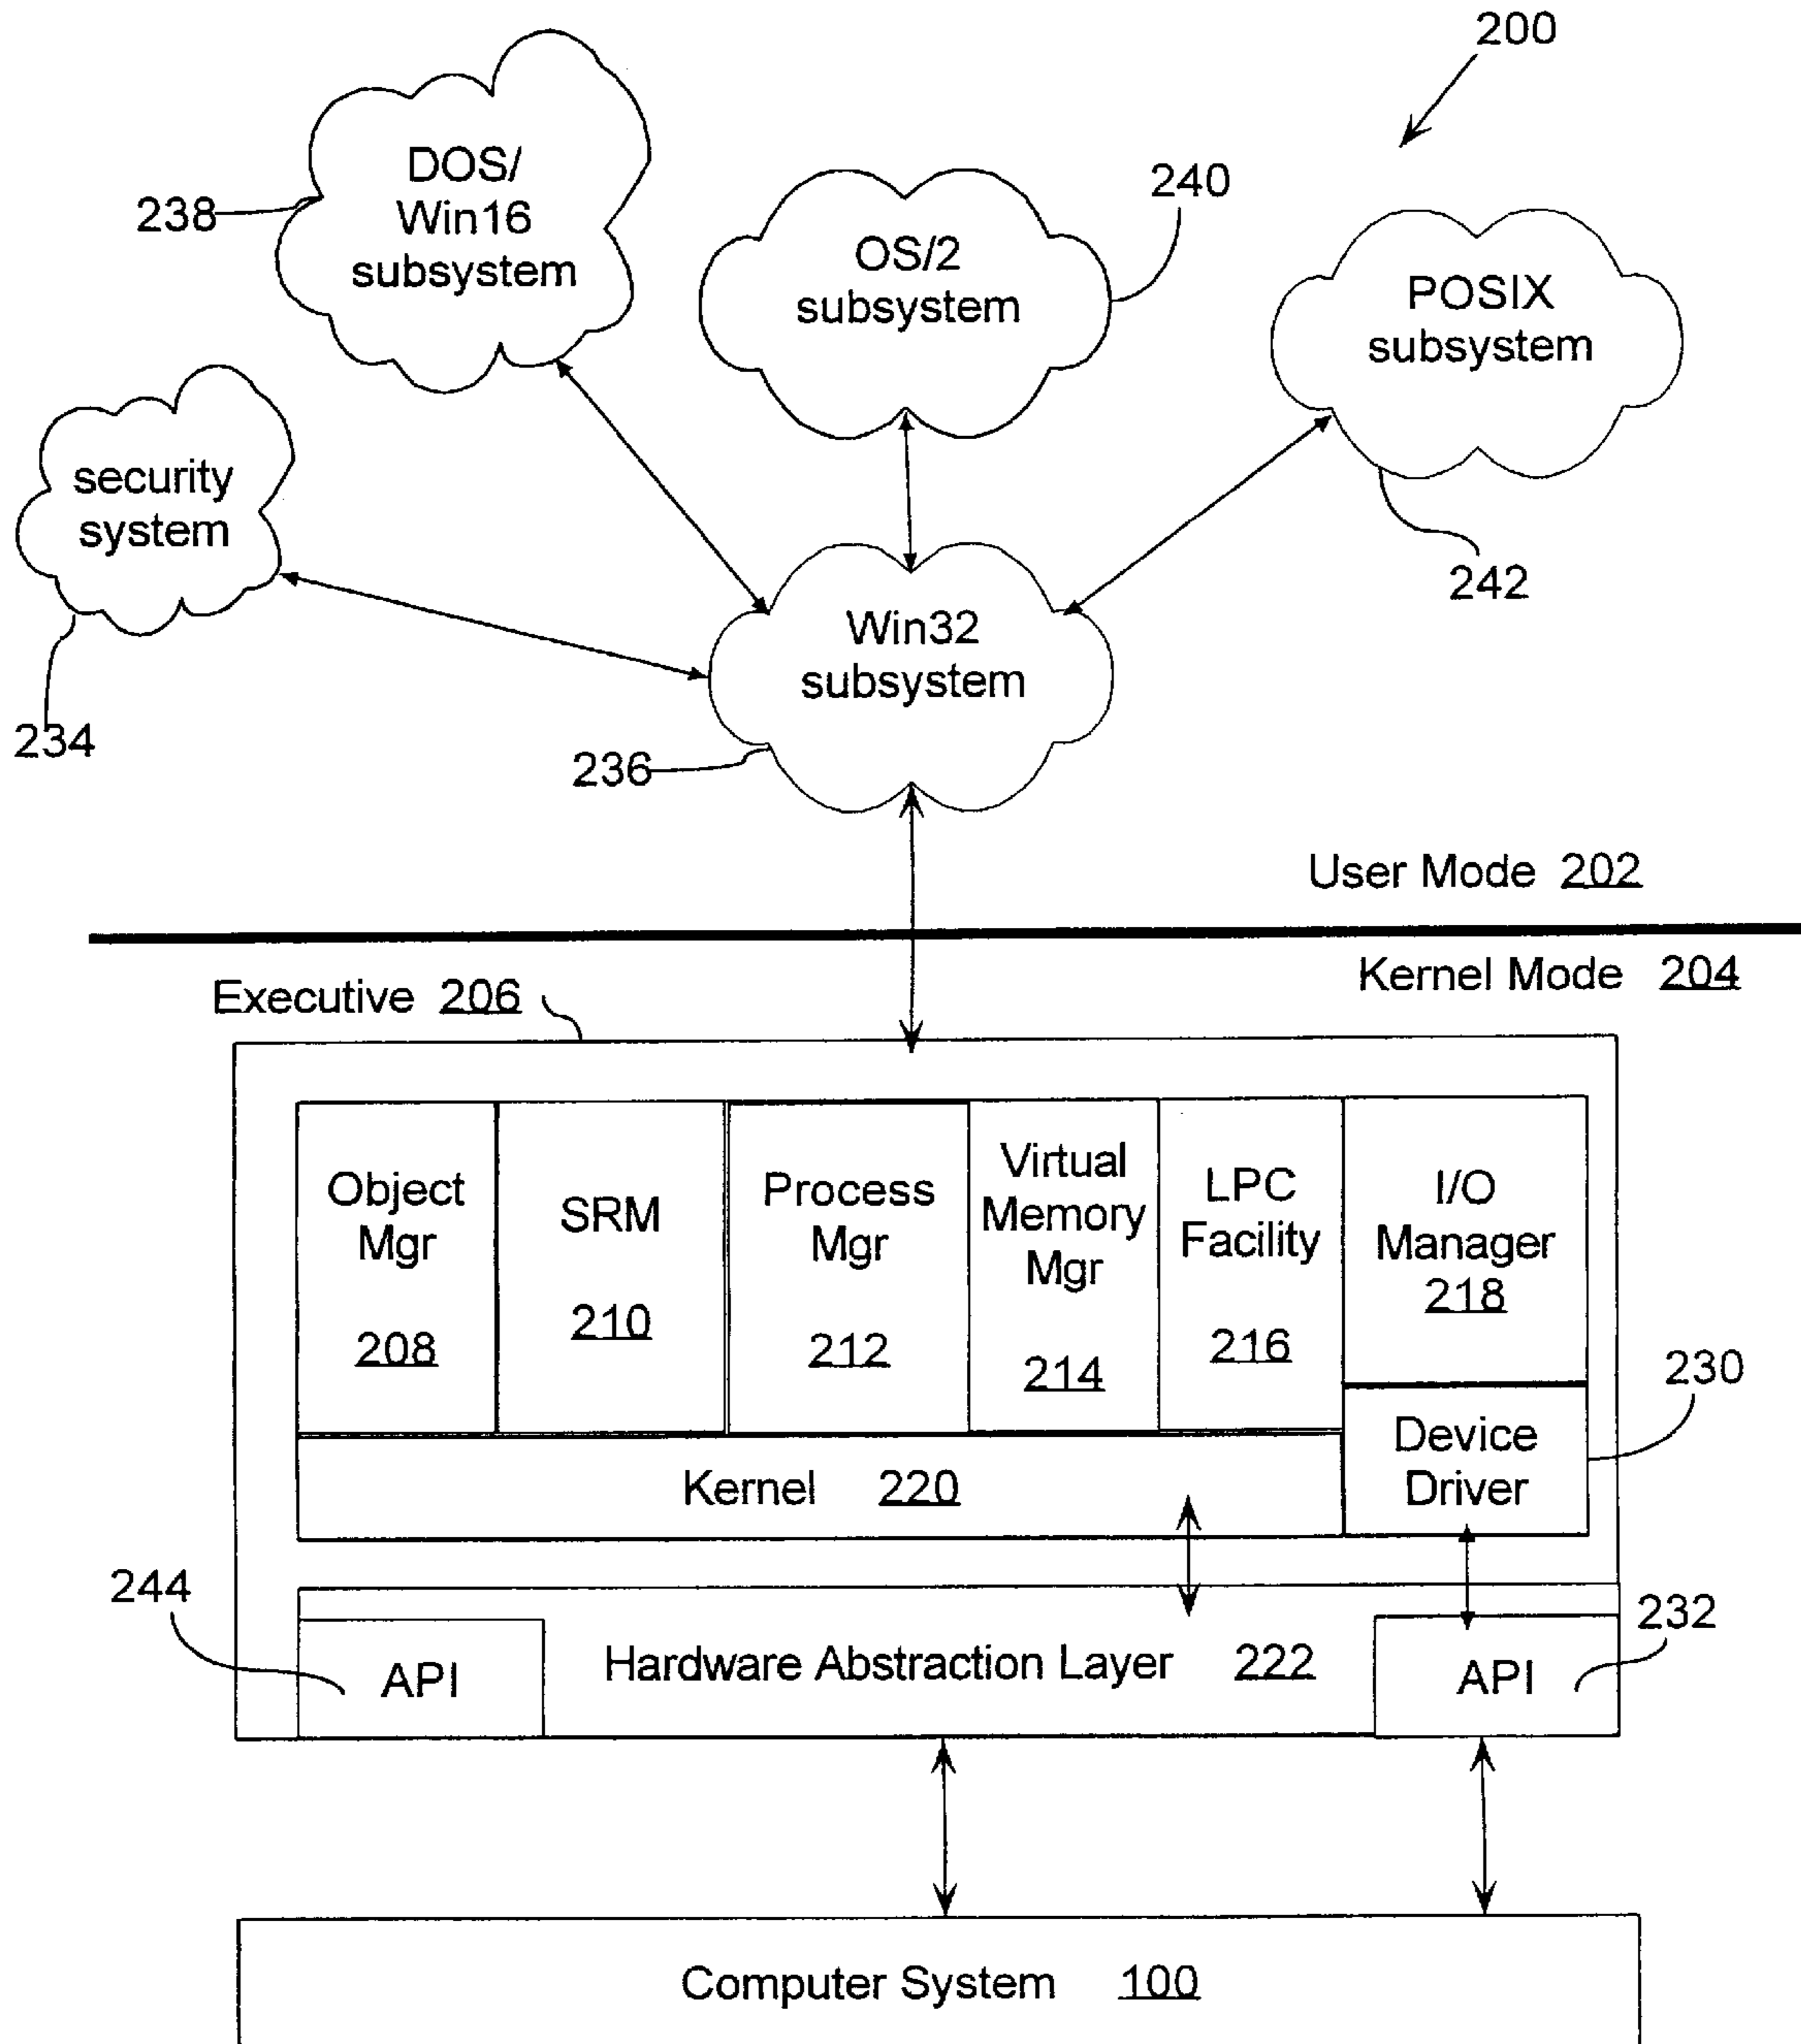 200
DOS/
Win16
subsystem
238
OS/2
subsystem
240
POSIX
subsystem
242
security
system
234
Win32
subsystem
236
User Mode 202
Kernel Mode 204
Executive 206
Object
Mgr
208
SRM
210
Process
Mgr
212
Virtual
Memory
Mgr
214
LPC
Facility
216
I/O
Manager
218
230
Device
Driver
Kernel 220
244
API
Hardware Abstraction Layer 222
232
API
Computer System 100